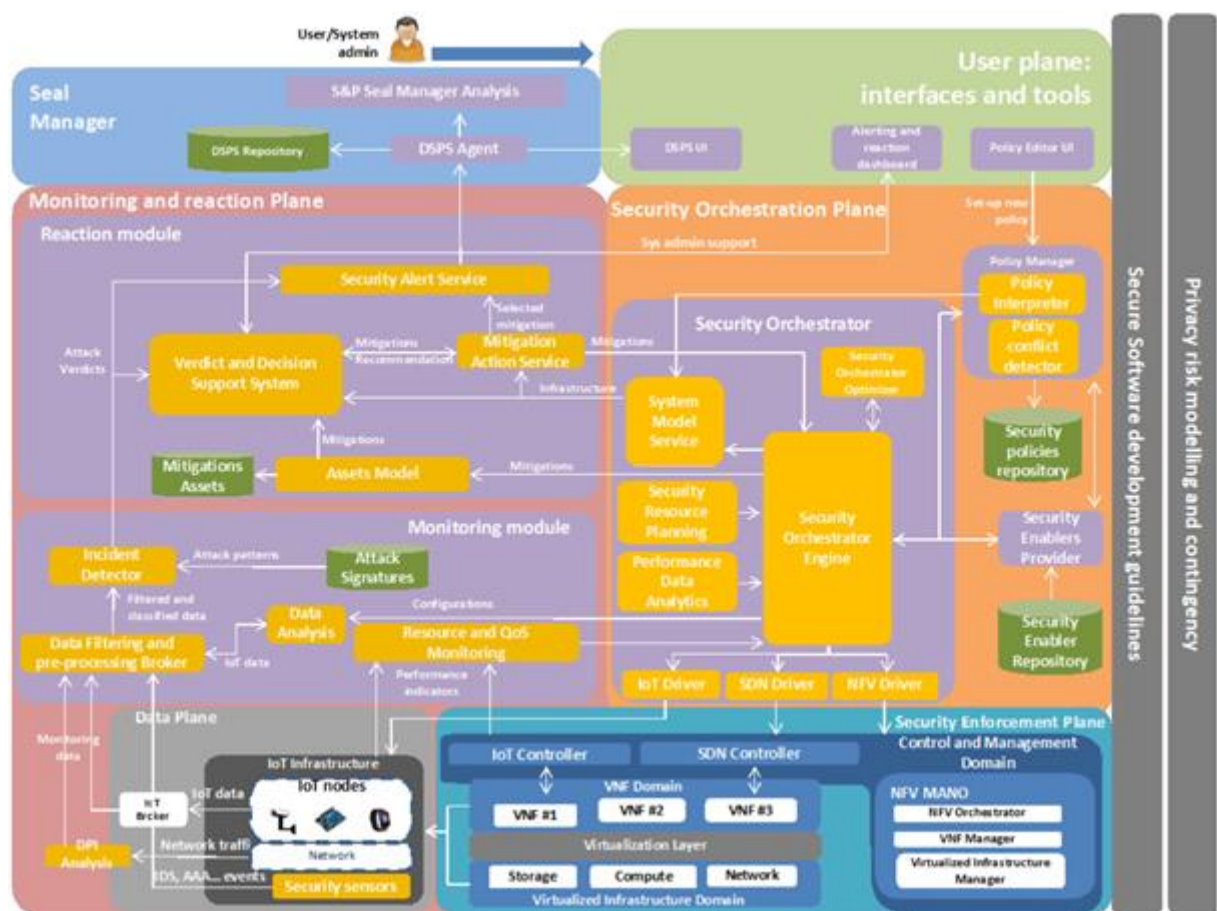 User/System
admin
Seal
Manager
S&P Seal Manager Analysis
DSPS Repository
DSPS Agent
User plane:
interfaces and tools
DSPS UI
Alerting and
reaction
dashboard
Policy Editor UI
Monitoring and reaction Plane
Reaction module
Security Alert Service
Selected
mitigation
Attack
Verdicts
Verdict and Decision
Support System
Mitigations
Recommendation
Mitigation
Action Service
Mitigations
Infrastructure
Mitigations
Mitigations
Assets
Assets Model
Mitigations
Sys admin support
Security Orchestration Plane
Set-up new
policy
Policy Manager
Policy
Interpreter
Policy
conflict
detector
Security Orchestrator
Security
Orchestrator
Optimizer
System
Model
Service
Security
Resource
Planning
Performance
Data
Analytics
Security
Orchestrator
Engine
Security
policies
repository
Security
Enablers
Provider
Security
Enabler
Repository
IoT Driver
SDN Driver
NFV Driver
Monitoring module
Incident
Detector
Attack patterns
Attack
Signatures
Filtered and
classified data
Data
Analysis
Configurations
Data Filtering and
pre-processing Broker
IoT data
Resource and QoS
Monitoring
Performance
indicators
Data Plane
Monitoring
data
IoT Infrastructure
IoT nodes
IoT data
IoT
Broker
DPI
Analysis
Network traffi
Network
IDS, AAA... events
Security sensors
Security Enforcement Plane
Control and Management
Domain
IoT Controller
SDN Controller
VNF Domain
VNF #1
VNF #2
VNF #3
Virtualization Layer
Storage
Compute
Network
Virtualized Infrastructure Domain
NFV MANO
NFV Orchestrator
VNF Manager
Virtualized Infrastructure
Manager
Secure Software development guidelines
Privacy risk modelling and contingency